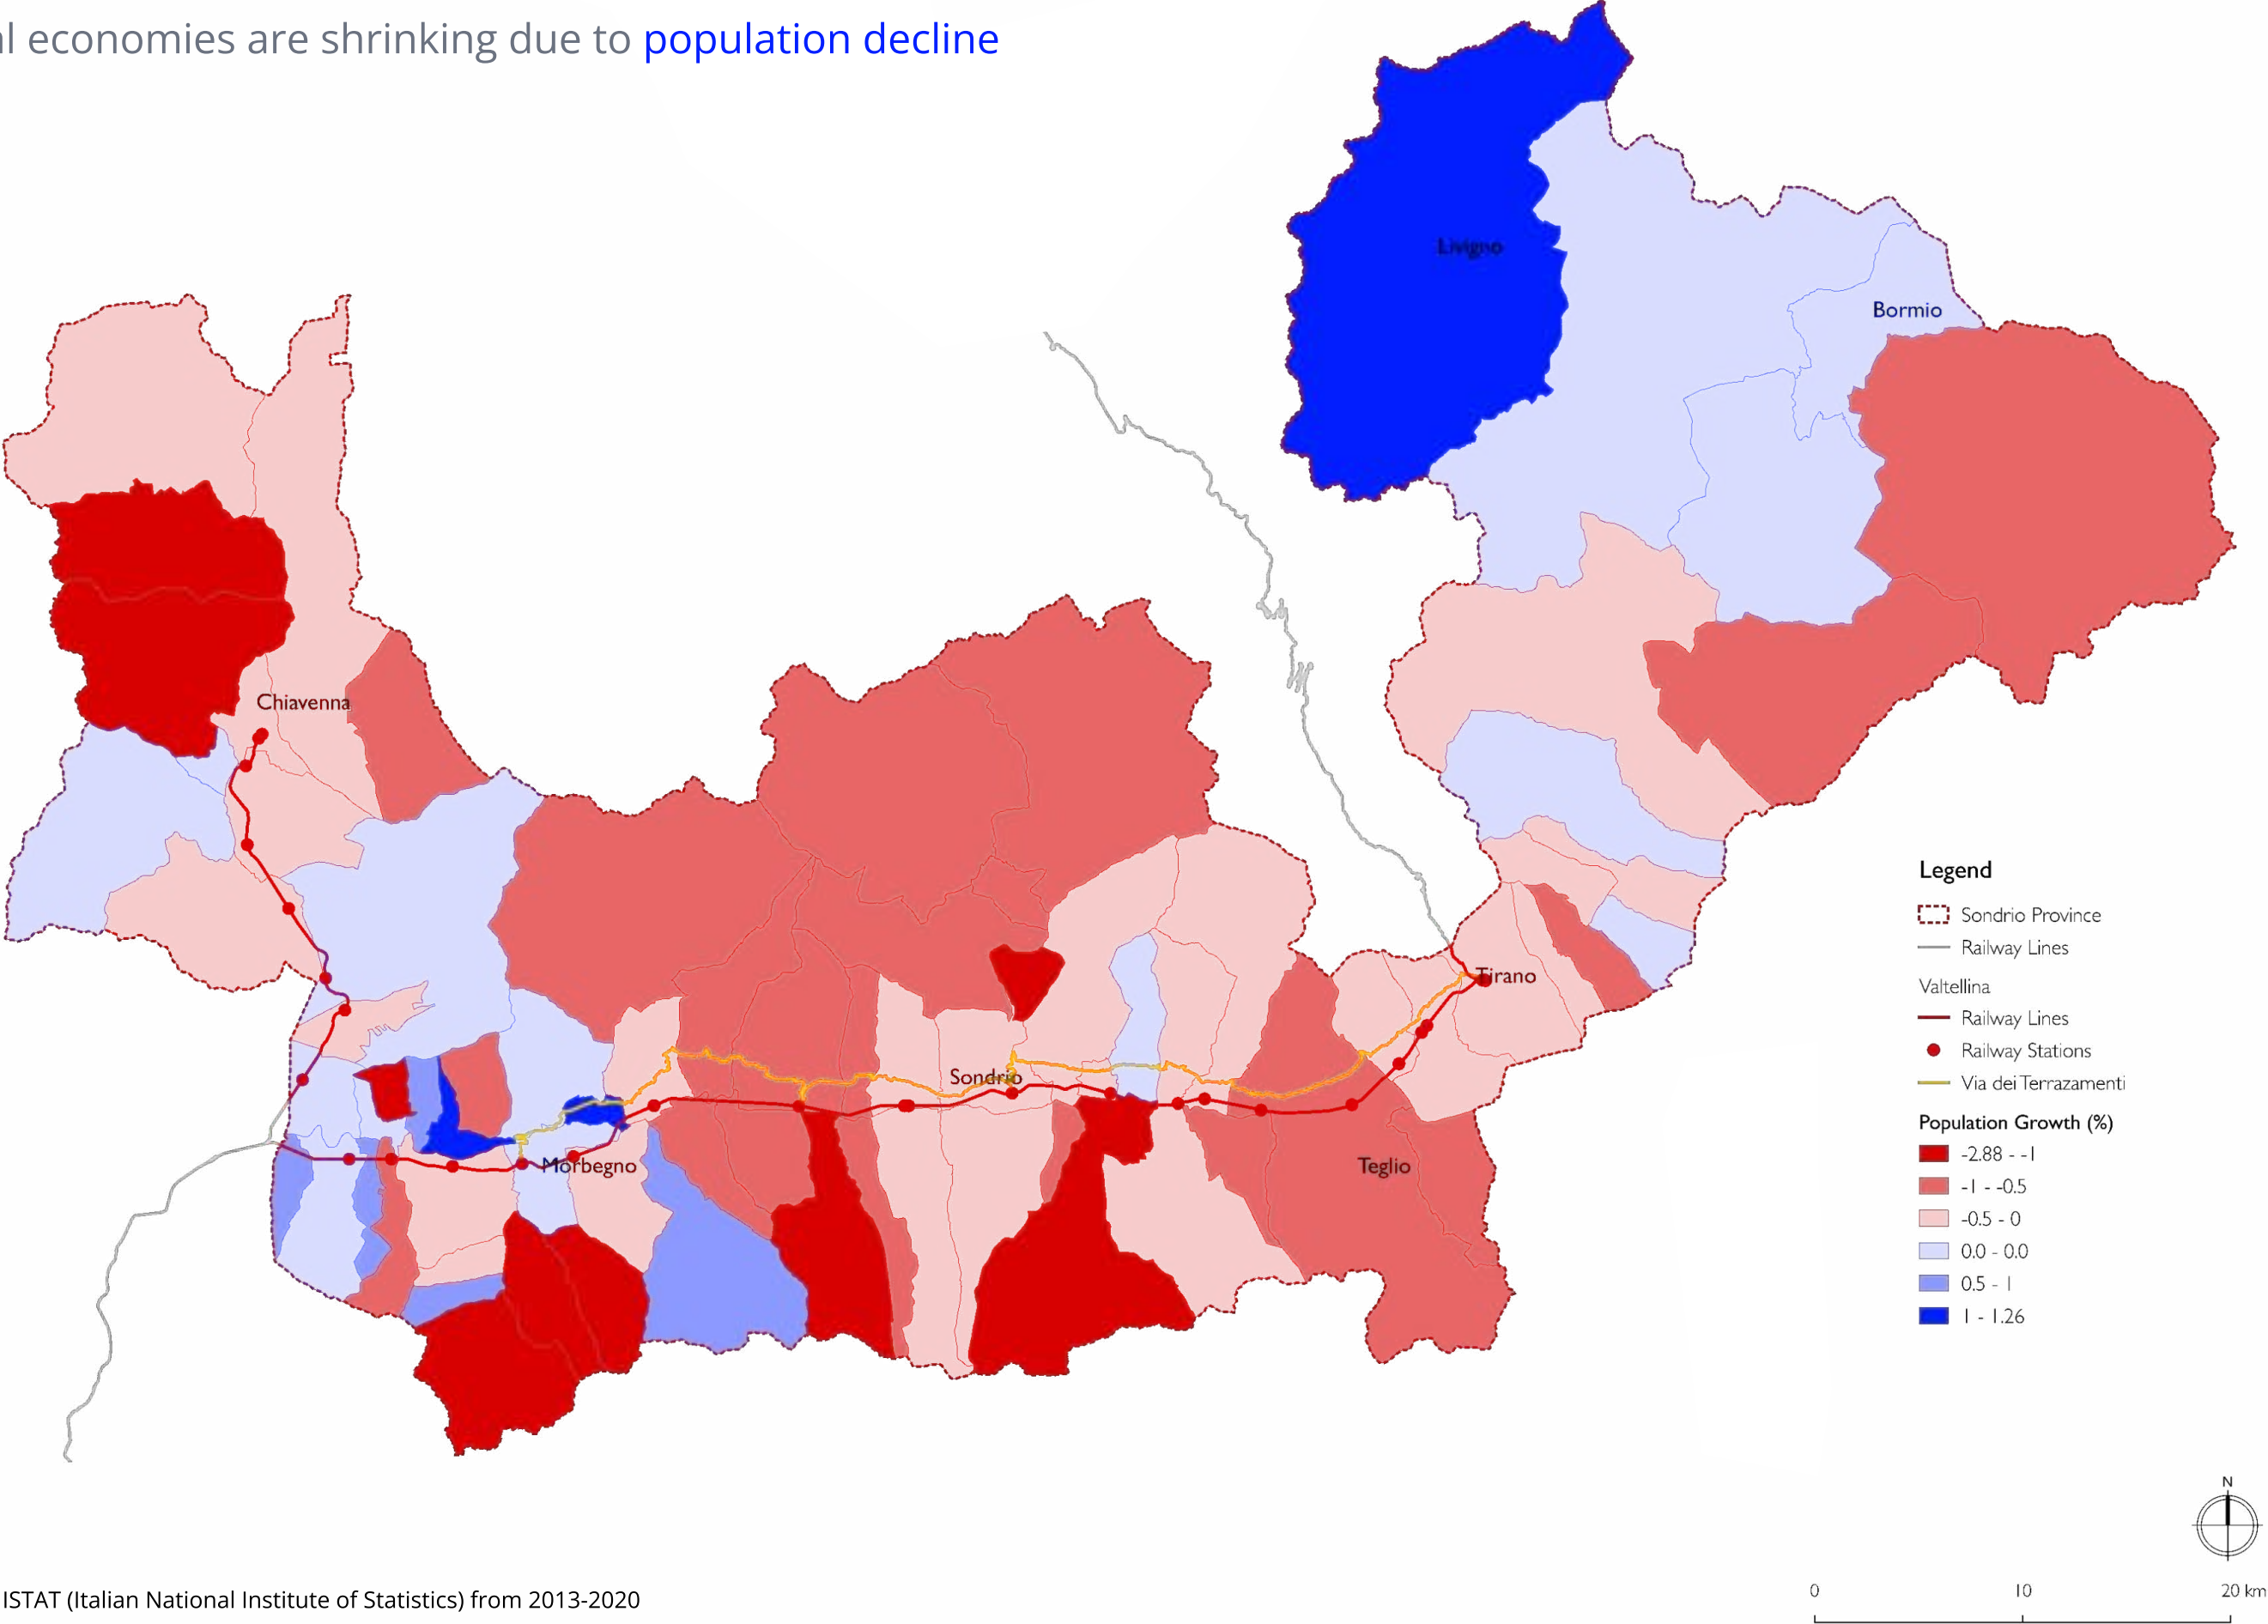 l economies are shrinking due to population decline
Livigno
Bormio
Chiavenna
Tirano
Sondrio
Morbegno
Teglio
Legend
Sondrio Province
Railway Lines
Valtellina
Railway Lines
Railway Stations
Via dei Terrazamenti
Population Growth (%)
-2.88 - -1
-1 - -0.5
-0.5 - 0
0.0 - 0.0
0.5 - 1
1 - 1.26
N
0 10 20 km
ISTAT (Italian National Institute of Statistics) from 2013-2020